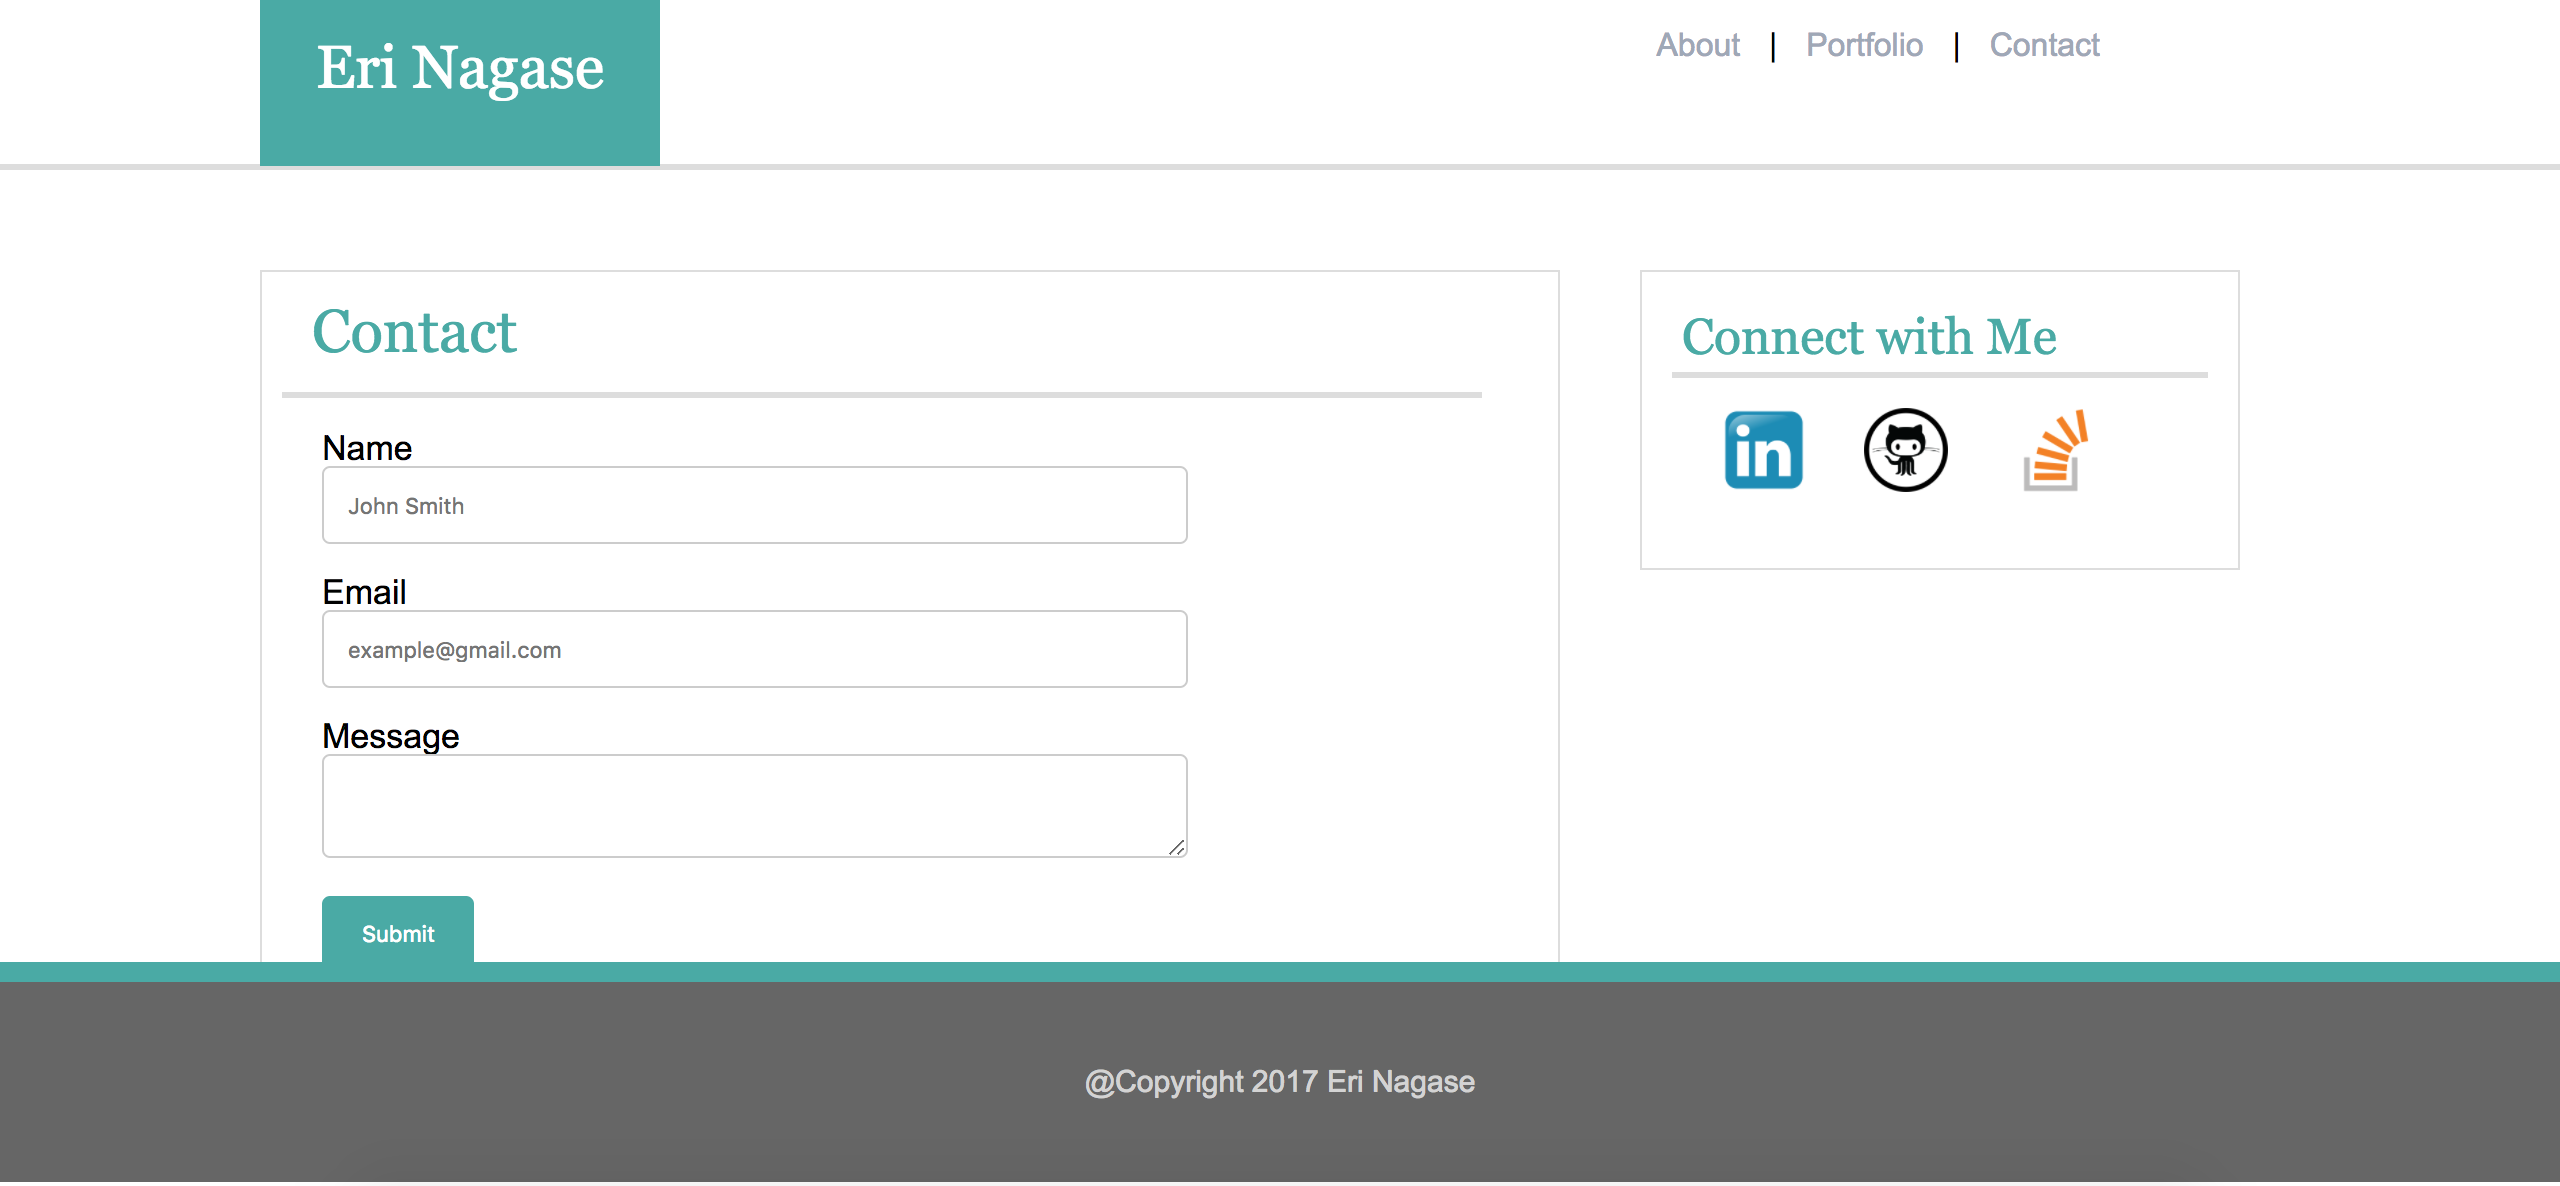 Eri Nagase
About | Portfolio | Contact
Contact
Connect with Me
in
Name
John Smith
Email
example@gmail.com
Message
Submit
@Copyright 2017 Eri Nagase